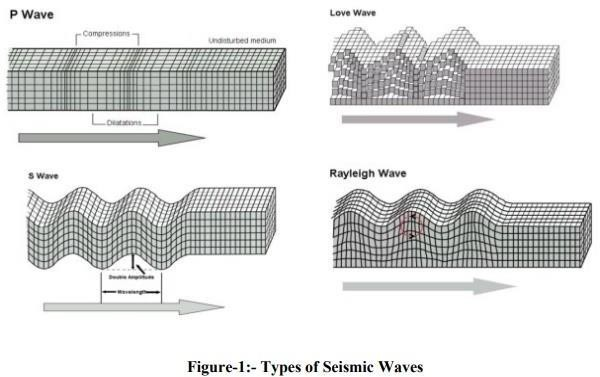 P Wave
Compressions
Undisturbed medium
Dilatations
Love Wave
S Wave
Double Amplitude
Wavelength
Rayleigh Wave
Figure-1:- Types of Seismic Waves